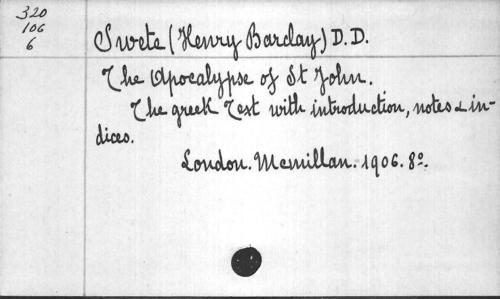 320
106
6
Swete (Henry Barclay) D.D.
The Apocalypse of St John.
The greek Text with introduction, notes & in-
dices.
London. Mcmillan. 1906. 8º.